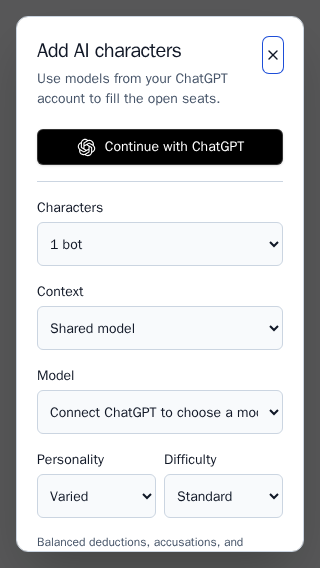 Add AI characters
Use models from your ChatGPT
account to fill the open seats.
Continue with ChatGPT
Characters
1 bot
Context
Shared model
Model
Connect ChatGPT to choose a mo
Personality
Difficulty
Varied
Standard
Balanced deductions, accusations, and